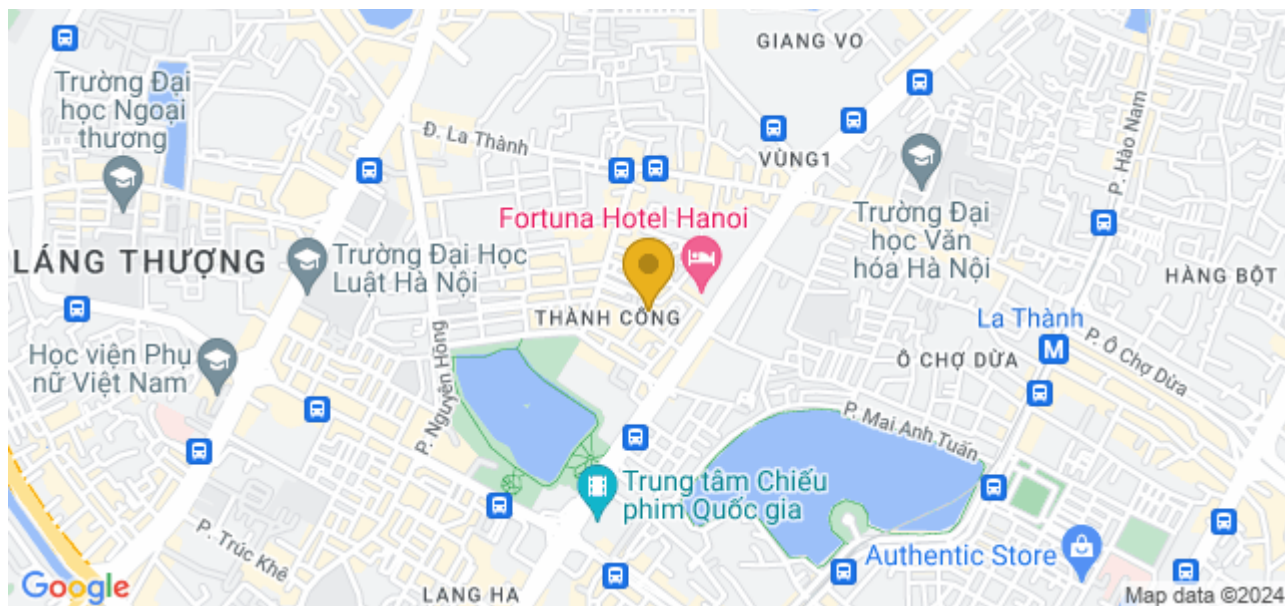 GIANG VO
Trường Đại
học Ngoại
thương
Đ. La Thành
VÙNG1
P. Hào Nam
Fortuna Hotel Hanoi
Trường Đại
học Văn
hóa Hà Nội
LÁNG THƯỢNG
Trường Đại Học
Luật Hà Nội
HÀNG BỘT
THÀNH CÔNG
La Thành
M
Ô CHỢ DỪA
P. Ô Chợ Dừa
Học viện Phụ
nữ Việt Nam
P. Nguyên Hồng
P. Mai Anh Tuấn
Trung tâm Chiếu
phim Quốc gia
P. Trúc Khê
Authentic Store
LANG HA
Google
Map data ©2024